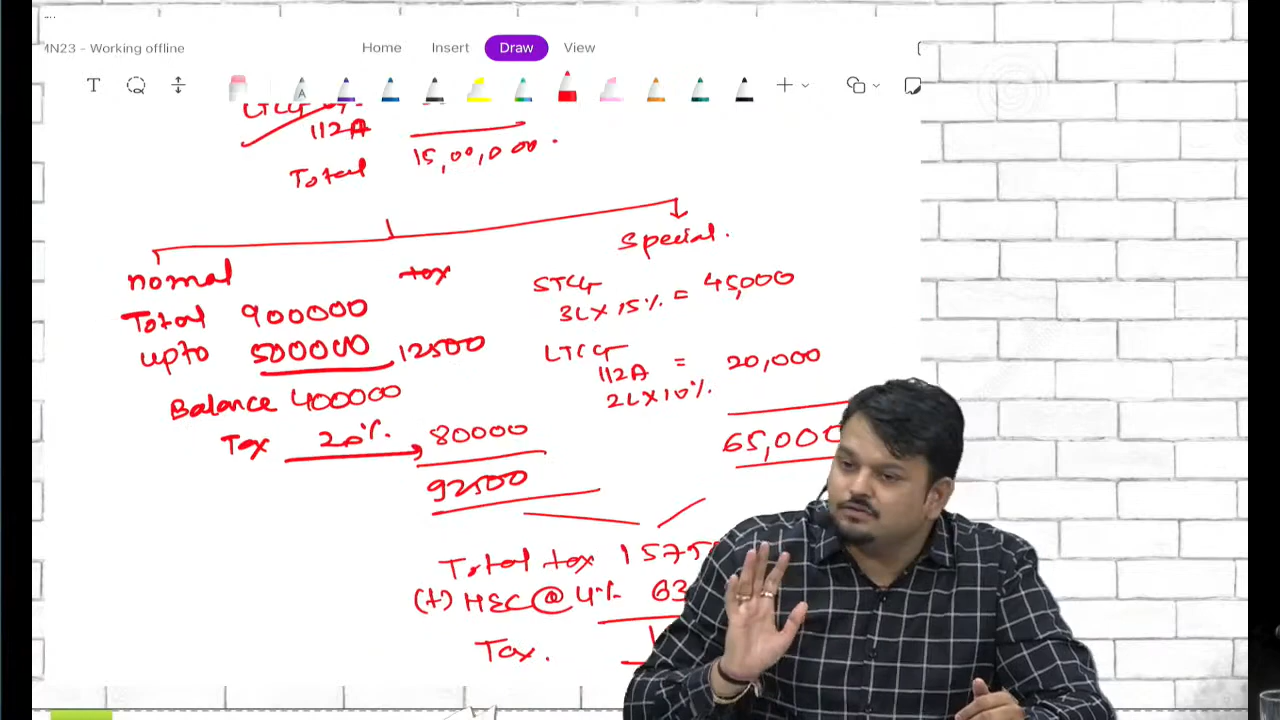 MN23 - Working offline
Home Insert Draw View
LTCG
112A
Total 15,00,000.
Special.
normal tax
STCG
3L x 15% = 45,000
Total 900000
upto 500000 12500
LTCG
112A = 20,000
2L x 10%
Balance 400000
Tax 20% 80000
65,000
92500
Total tax 1575
(+) HEC @ 4% 63
Tax.